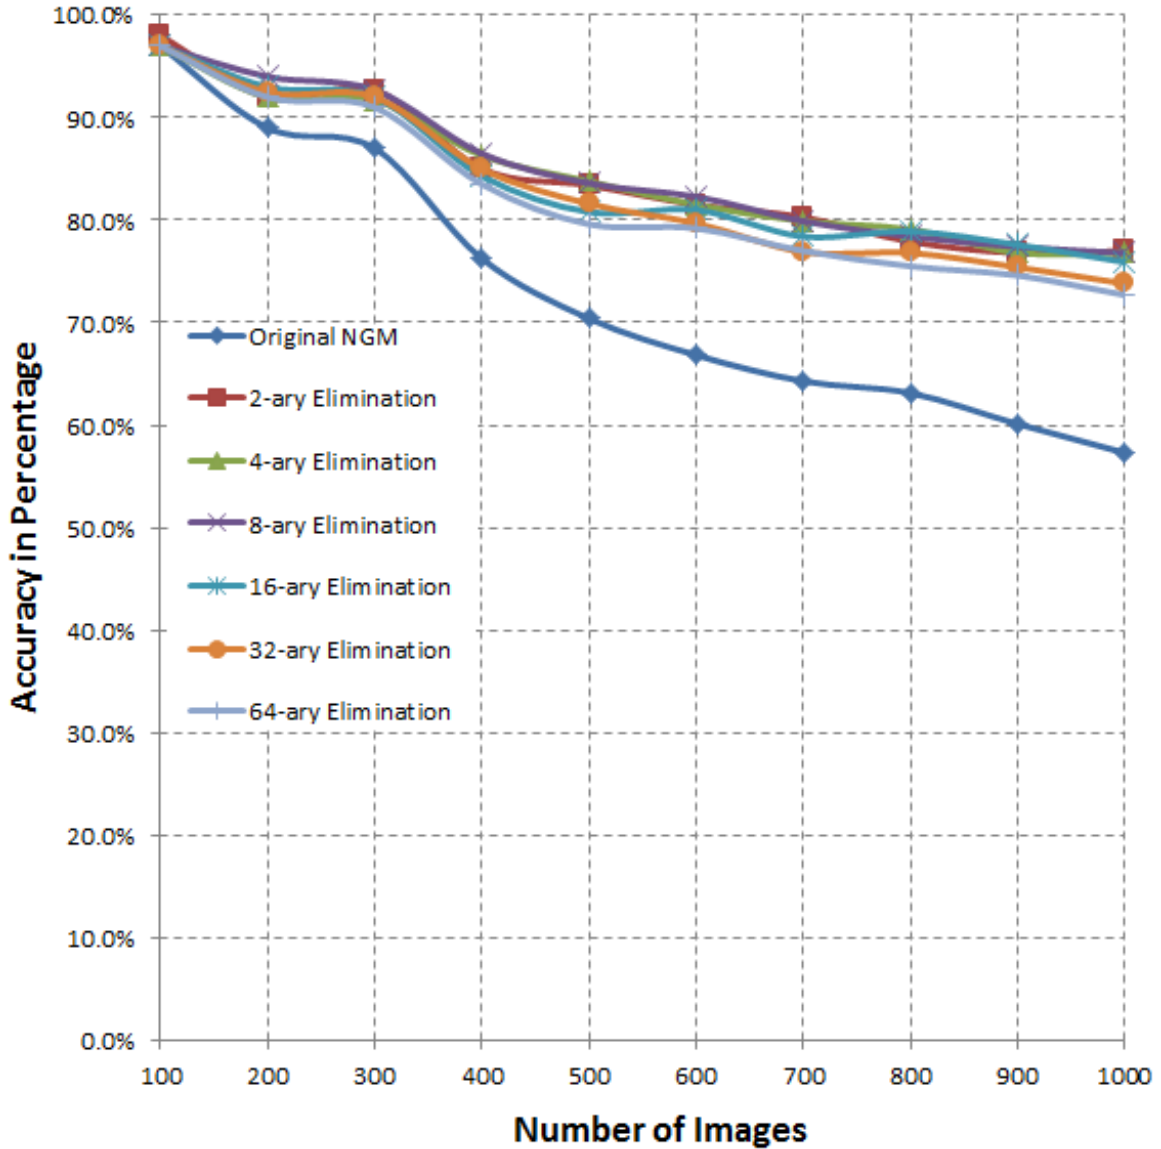 100.0%
90.0%
80.0%
70.0%
60.0%
50.0%
40.0%
30.0%
20.0%
10.0%
0.0%
Accuracy in Percentage
Original NGM
2-ary Elimination
4-ary Elimination
8-ary Elimination
16-ary Elimination
32-ary Elimination
64-ary Elimination
100 200 300 400 500 600 700 800 900 1000
Number of Images